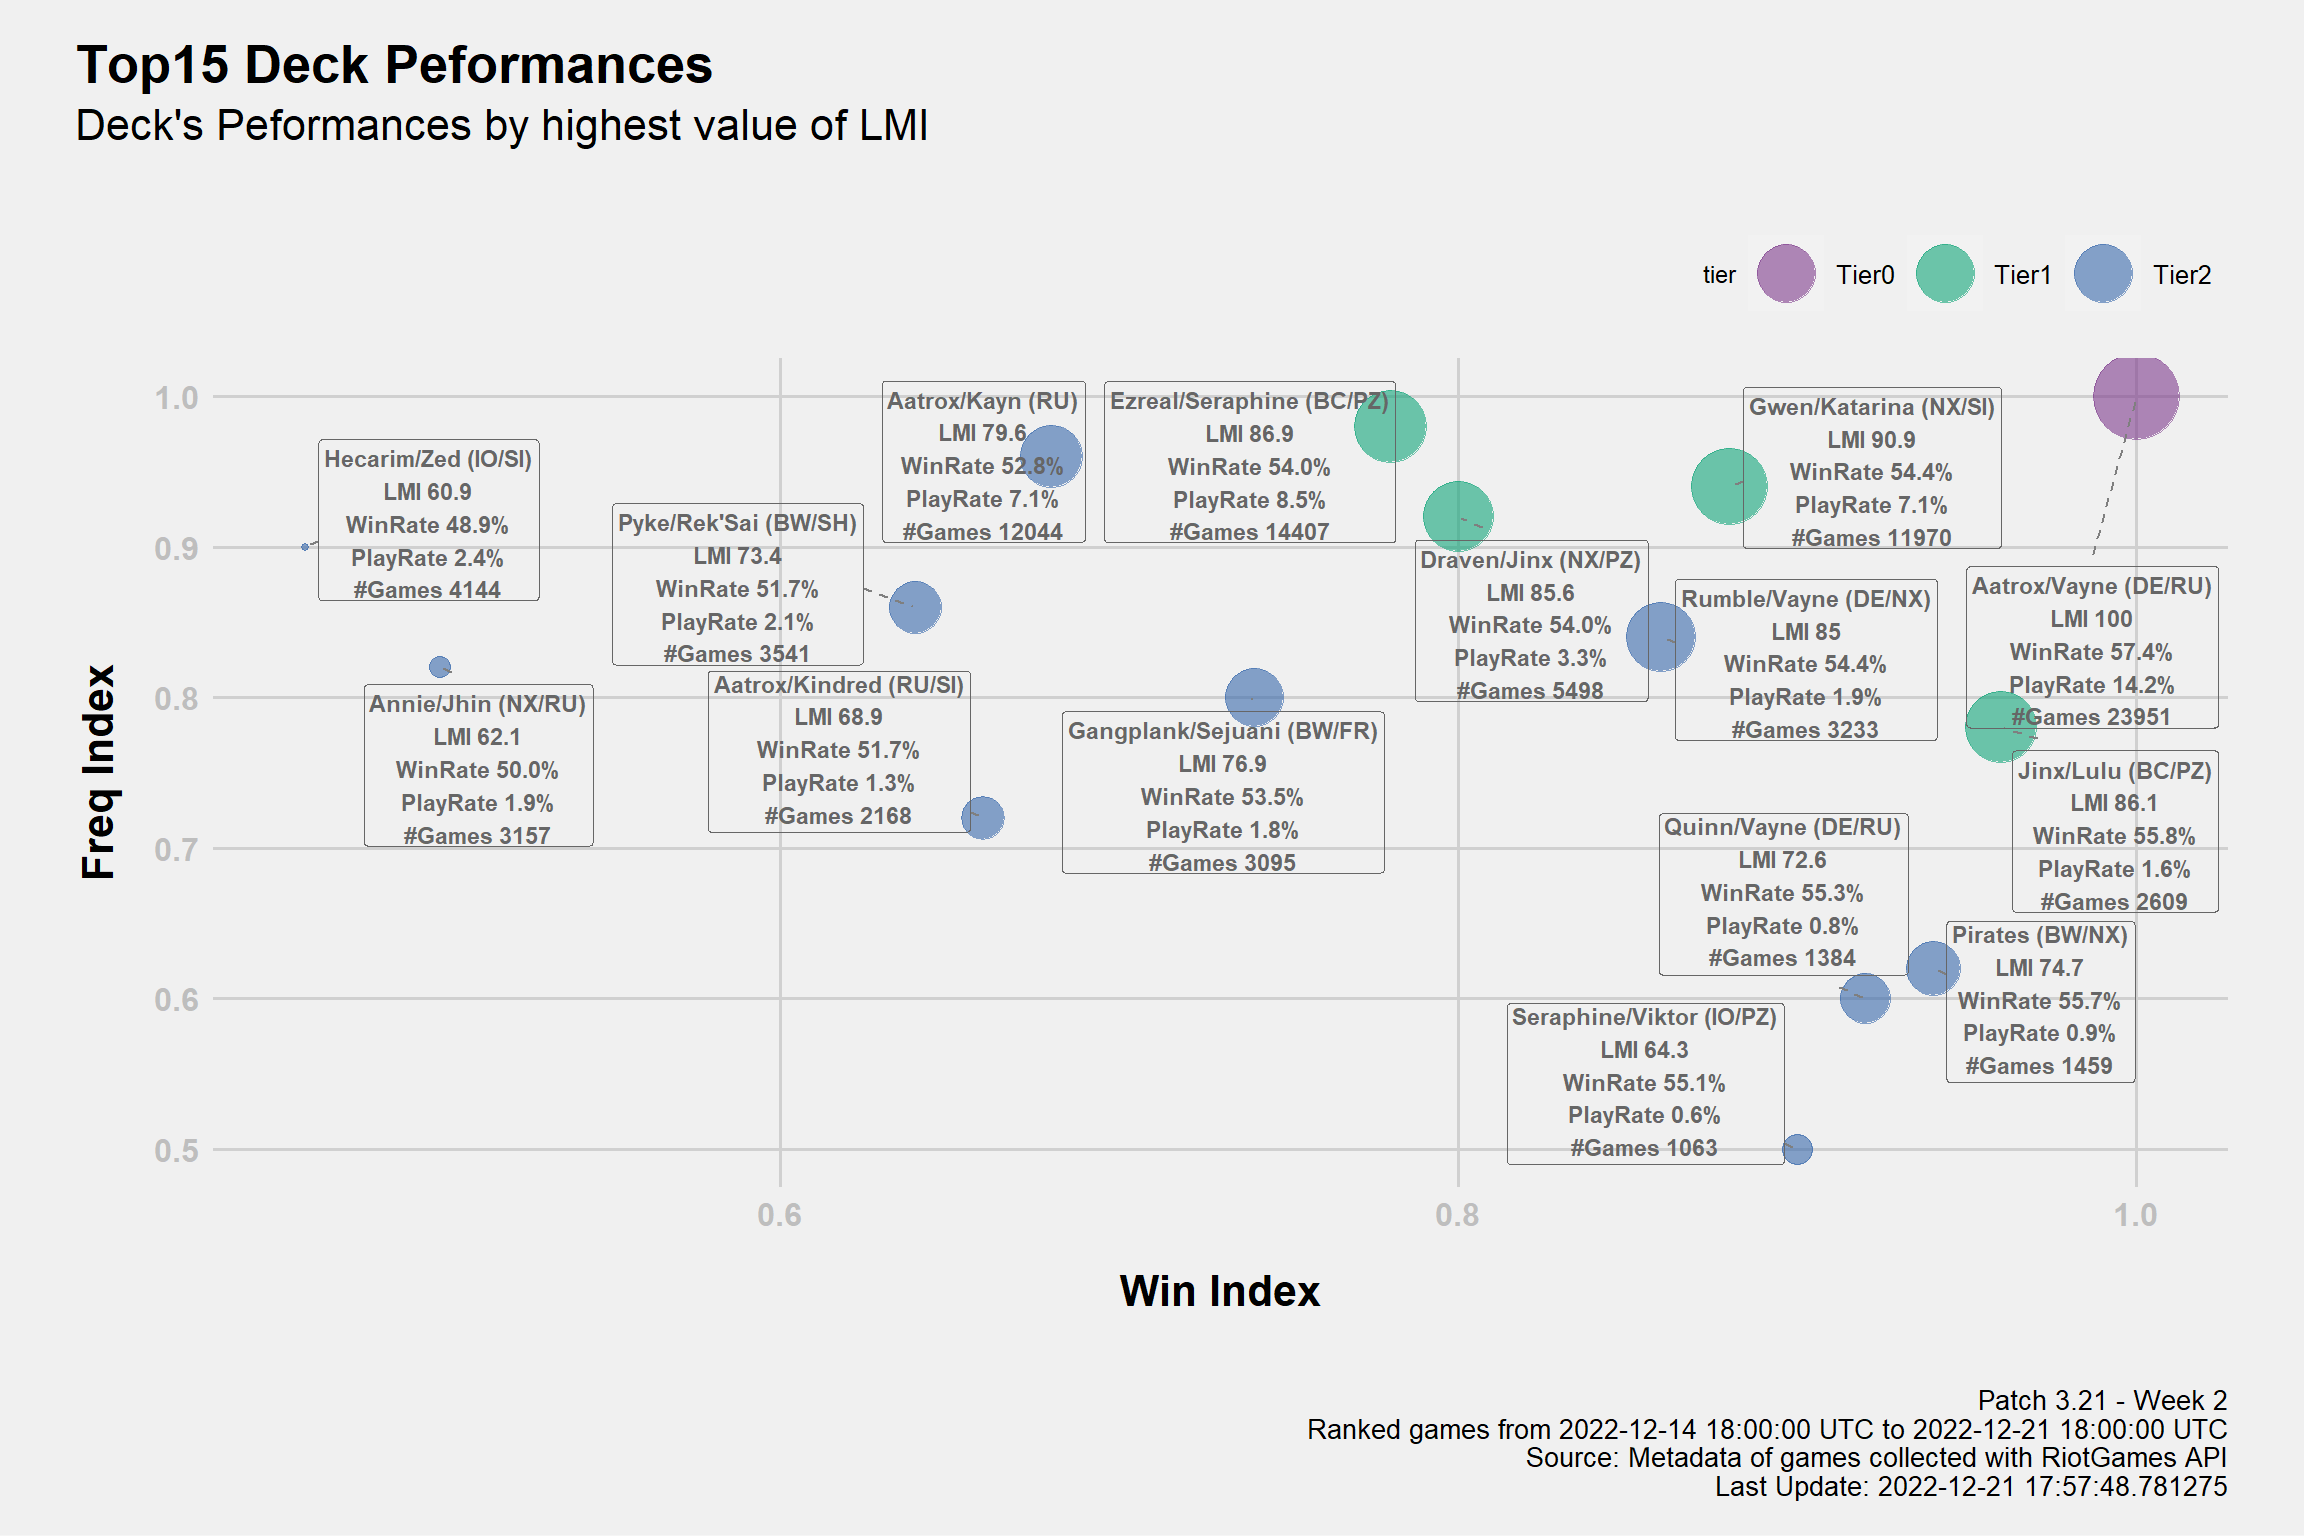 Top15 Deck Peformances
Deck's Peformances by highest value of LMI
tier Tier0 Tier1 Tier2
Freq Index
1.0
0.9
0.8
0.7
0.6
0.5
Hecarim/Zed (IO/SI)
LMI 60.9
WinRate 48.9%
PlayRate 2.4%
#Games 4144
Annie/Jhin (NX/RU)
LMI 62.1
WinRate 50.0%
PlayRate 1.9%
#Games 3157
Pyke/Rek'Sai (BW/SH)
LMI 73.4
WinRate 51.7%
PlayRate 2.1%
#Games 3541
Aatrox/Kindred (RU/SI)
LMI 68.9
WinRate 51.7%
PlayRate 1.3%
#Games 2168
Aatrox/Kayn (RU)
LMI 79.6
WinRate 52.8%
PlayRate 7.1%
#Games 12044
Ezreal/Seraphine (BC/PZ)
LMI 86.9
WinRate 54.0%
PlayRate 8.5%
#Games 14407
Gangplank/Sejuani (BW/FR)
LMI 76.9
WinRate 53.5%
PlayRate 1.8%
#Games 3095
Draven/Jinx (NX/PZ)
LMI 85.6
WinRate 54.0%
PlayRate 3.3%
#Games 5498
Gwen/Katarina (NX/SI)
LMI 90.9
WinRate 54.4%
PlayRate 7.1%
#Games 11970
Rumble/Vayne (DE/NX)
LMI 85
WinRate 54.4%
PlayRate 1.9%
#Games 3233
Aatrox/Vayne (DE/RU)
LMI 100
WinRate 57.4%
PlayRate 14.2%
#Games 23951
Jinx/Lulu (BC/PZ)
LMI 86.1
WinRate 55.8%
PlayRate 1.6%
#Games 2609
Quinn/Vayne (DE/RU)
LMI 72.6
WinRate 55.3%
PlayRate 0.8%
#Games 1384
Pirates (BW/NX)
LMI 74.7
WinRate 55.7%
PlayRate 0.9%
#Games 1459
Seraphine/Viktor (IO/PZ)
LMI 64.3
WinRate 55.1%
PlayRate 0.6%
#Games 1063
0.6 0.8 1.0
Win Index
Patch 3.21 - Week 2
Ranked games from 2022-12-14 18:00:00 UTC to 2022-12-21 18:00:00 UTC
Source: Metadata of games collected with RiotGames API
Last Update: 2022-12-21 17:57:48.781275